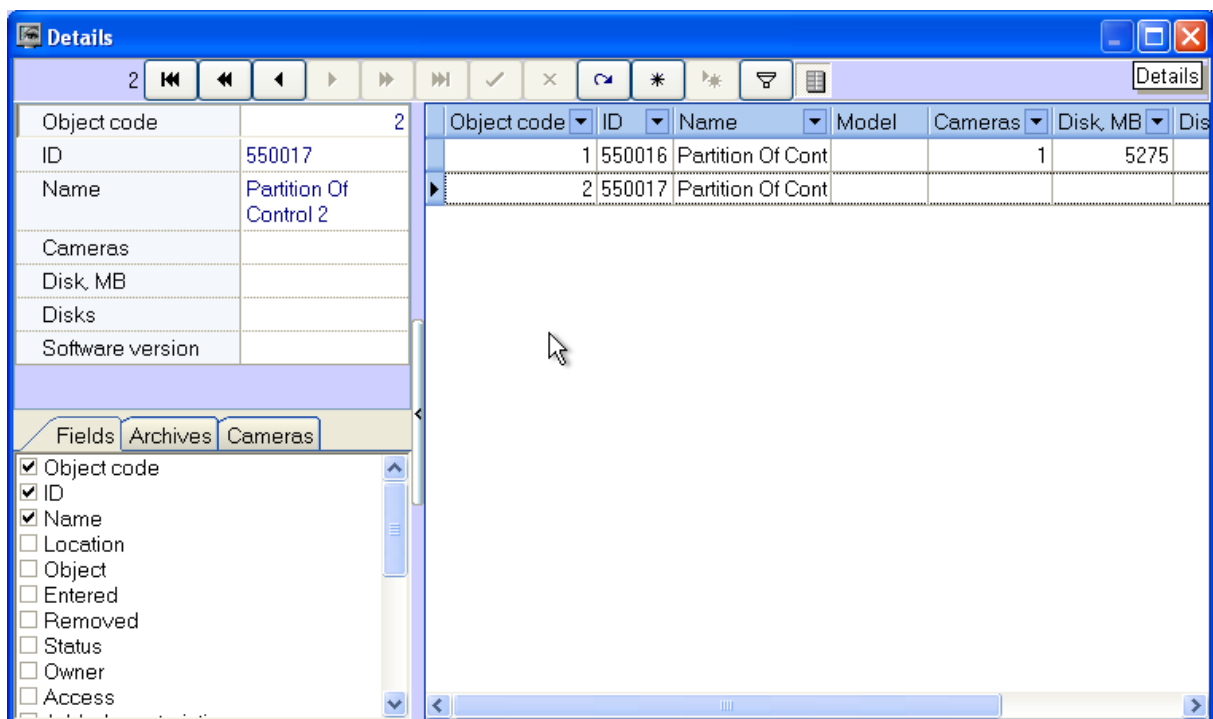 Details
2
Details
Object code 2
ID 550017
Name Partition Of
Control 2
Cameras
Disk, MB
Disks
Software version
Fields Archives Cameras
Object code
ID
Name
Location
Object
Entered
Removed
Status
Owner
Access
Object code ID Name Model Cameras Disk, MB Dis
1 550016 Partition Of Cont 1 5275
2 550017 Partition Of Cont